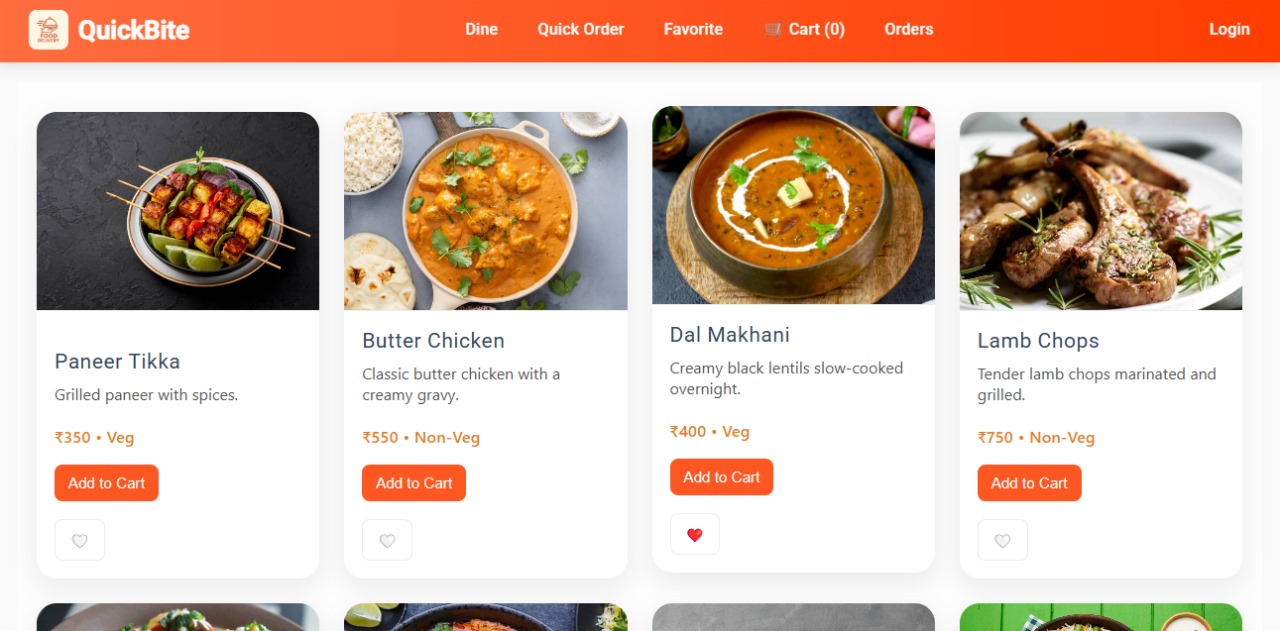 FOOD
DELIVERY
QuickBite
Dine
Quick Order
Favorite
Cart (0)
Orders
Login
Paneer Tikka
Grilled paneer with spices.
₹350 • Veg
Add to Cart
Butter Chicken
Classic butter chicken with a
creamy gravy.
₹550 • Non-Veg
Add to Cart
Dal Makhani
Creamy black lentils slow-cooked
overnight.
₹400 • Veg
Add to Cart
Lamb Chops
Tender lamb chops marinated and
grilled.
₹750 • Non-Veg
Add to Cart